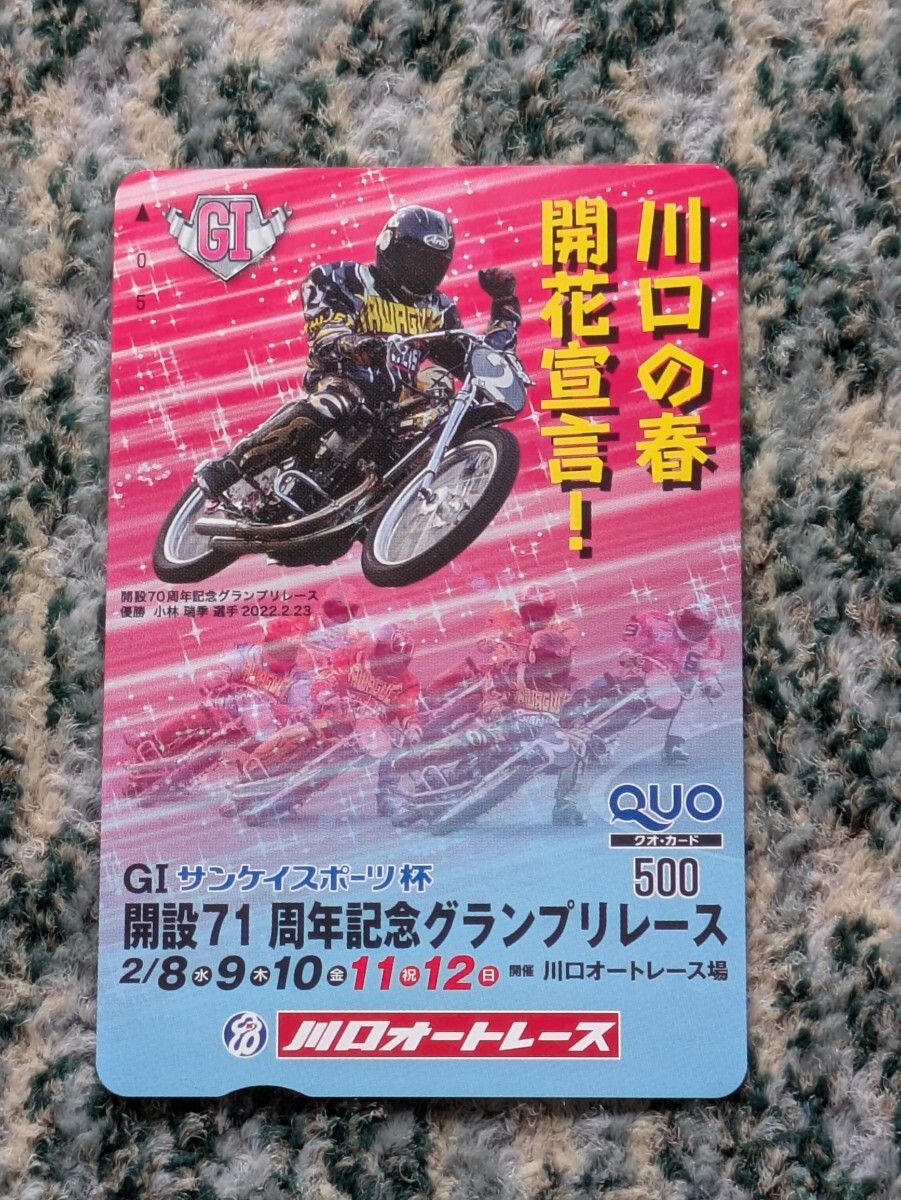 GI
0
5
川口の春
開花宣言!
Arai
KAWAGUCHI
開設70周年記念グランプリレース
優勝 小林 瑞季 選手 2022.2.23
QUO
クオ・カード
500
GI サンケイスポーツ杯
開設71周年記念グランプリレース
2/8水9木10金11祝12日 開催 川口オートレース場
川口オートレース